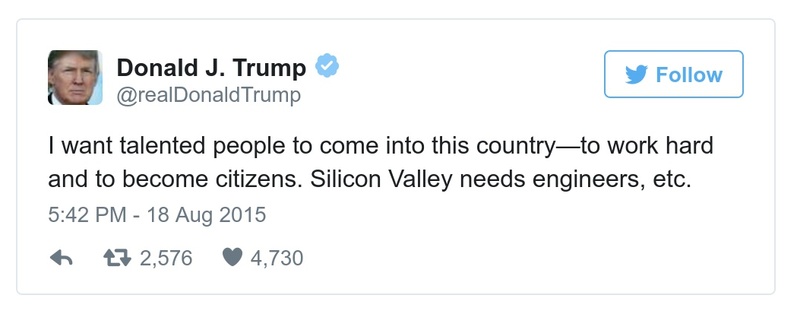 Donald J. Trump
@realDonaldTrump
Follow
I want talented people to come into this country—to work hard
and to become citizens. Silicon Valley needs engineers, etc.
5:42 PM - 18 Aug 2015
2,576 4,730